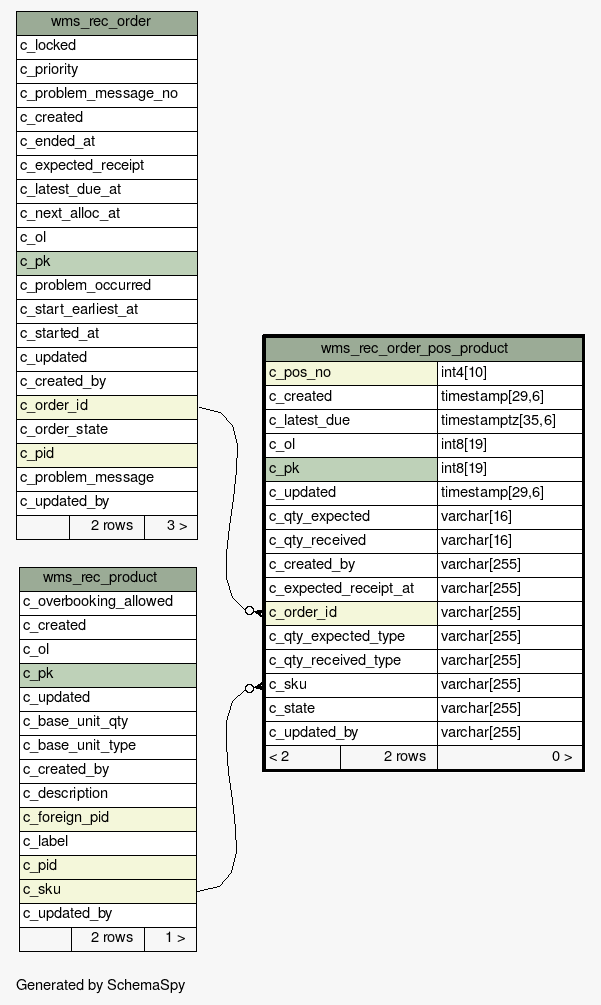 wms_rec_order
c_locked
c_priority
c_problem_message_no
c_created
c_ended_at
c_expected_receipt
c_latest_due_at
c_next_alloc_at
c_ol
c_pk
c_problem_occurred
c_start_earliest_at
c_started_at
c_updated
c_created_by
c_order_id
c_order_state
c_pid
c_problem_message
c_updated_by
2 rows 3 >
wms_rec_order_pos_product
c_pos_no int4[10]
c_created timestamp[29,6]
c_latest_due timestamptz[35,6]
c_ol int8[19]
c_pk int8[19]
c_updated timestamp[29,6]
c_qty_expected varchar[16]
c_qty_received varchar[16]
c_created_by varchar[255]
c_expected_receipt_at varchar[255]
c_order_id varchar[255]
c_qty_expected_type varchar[255]
c_qty_received_type varchar[255]
c_sku varchar[255]
c_state varchar[255]
c_updated_by varchar[255]
< 2 2 rows 0 >
wms_rec_product
c_overbooking_allowed
c_created
c_ol
c_pk
c_updated
c_base_unit_qty
c_base_unit_type
c_created_by
c_description
c_foreign_pid
c_label
c_pid
c_sku
c_updated_by
2 rows 1 >
Generated by SchemaSpy